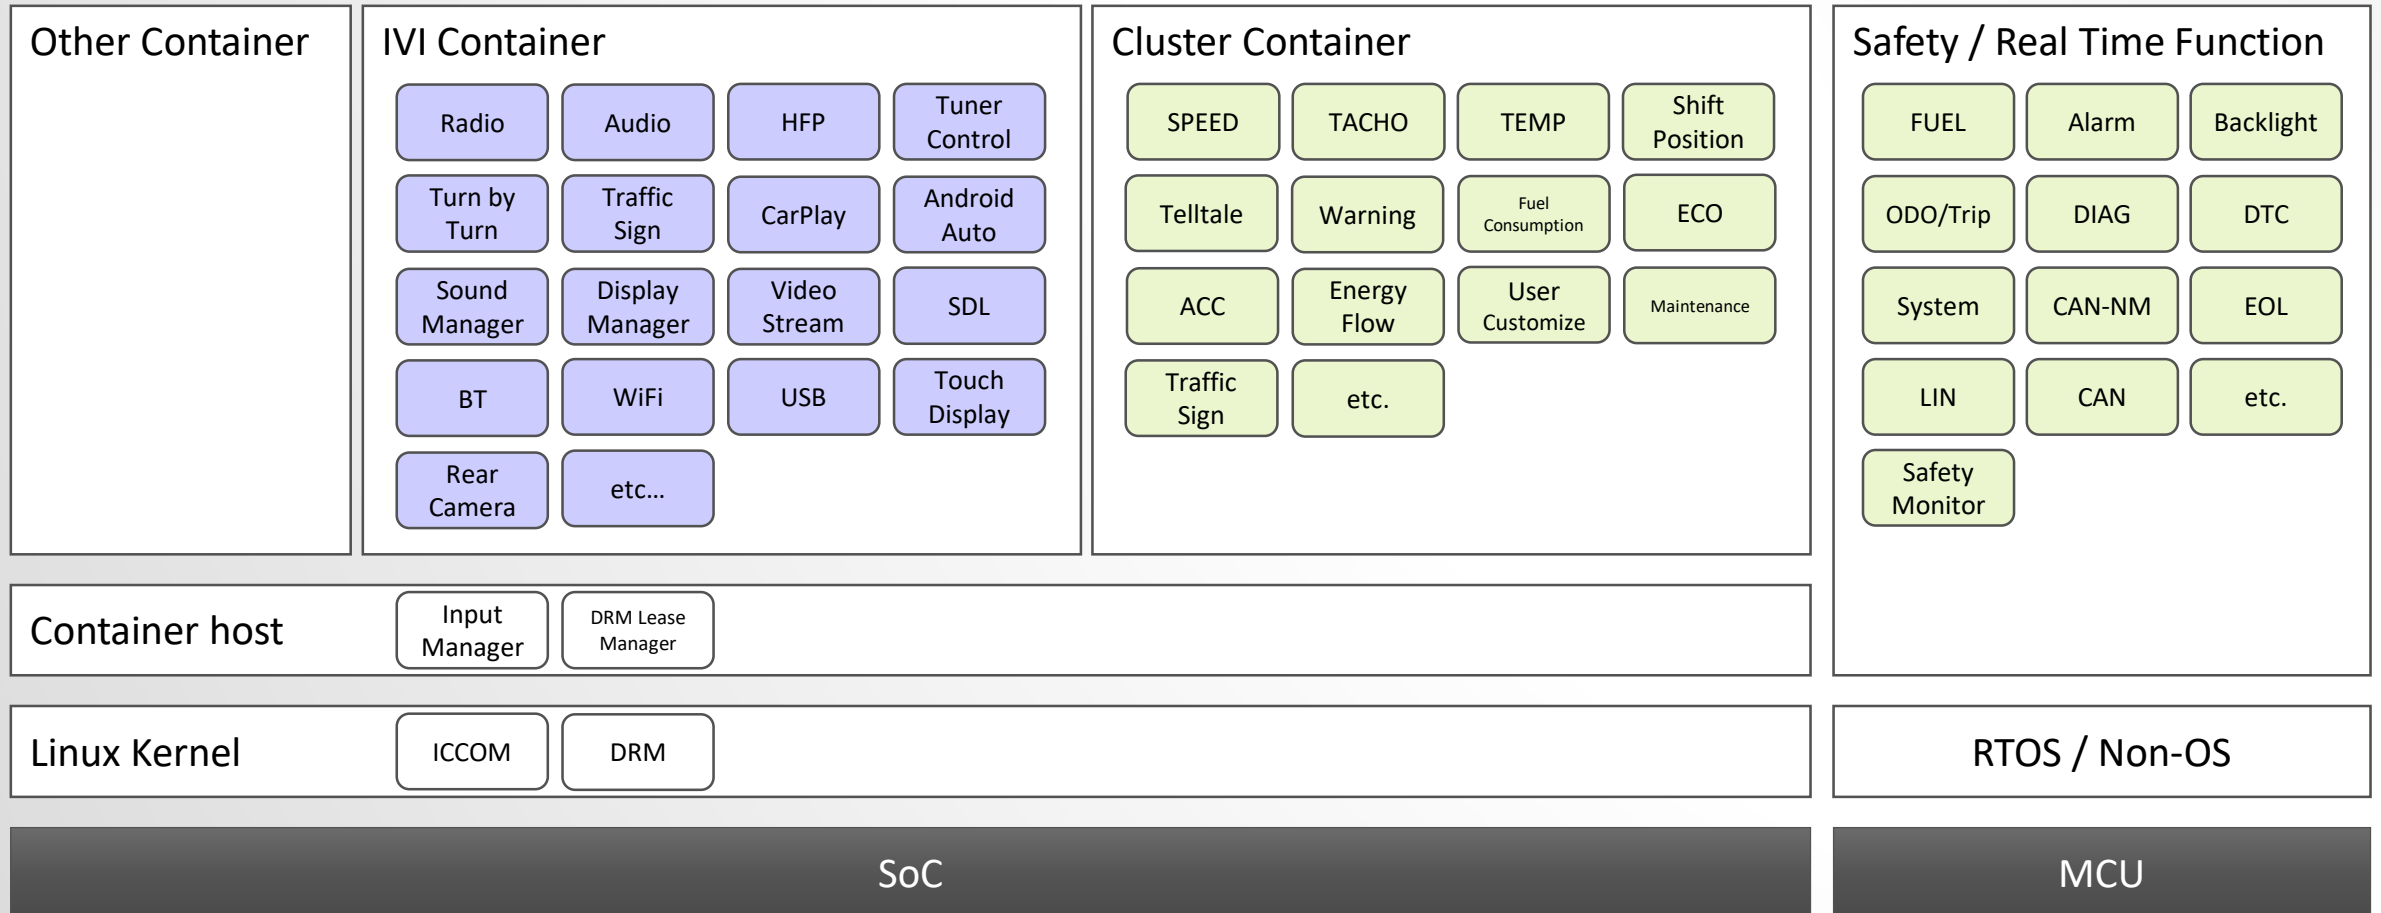 Other Container
IVI Container
Radio
Audio
HFP
Tuner
Control
Turn by
Turn
Traffic
Sign
CarPlay
Android
Auto
Sound
Manager
Display
Manager
Video
Stream
SDL
BT
WiFi
USB
Touch
Display
Rear
Camera
etc...
Cluster Container
SPEED
TACHO
TEMP
Shift
Position
Telltale
Warning
Fuel
Consumption
ECO
ACC
Energy
Flow
User
Customize
Maintenance
Traffic
Sign
etc.
Safety / Real Time Function
FUEL
Alarm
Backlight
ODO/Trip
DIAG
DTC
System
CAN-NM
EOL
LIN
CAN
etc.
Safety
Monitor
Container host
Input
Manager
DRM Lease
Manager
Linux Kernel
ICCOM
DRM
RTOS / Non-OS
SoC
MCU